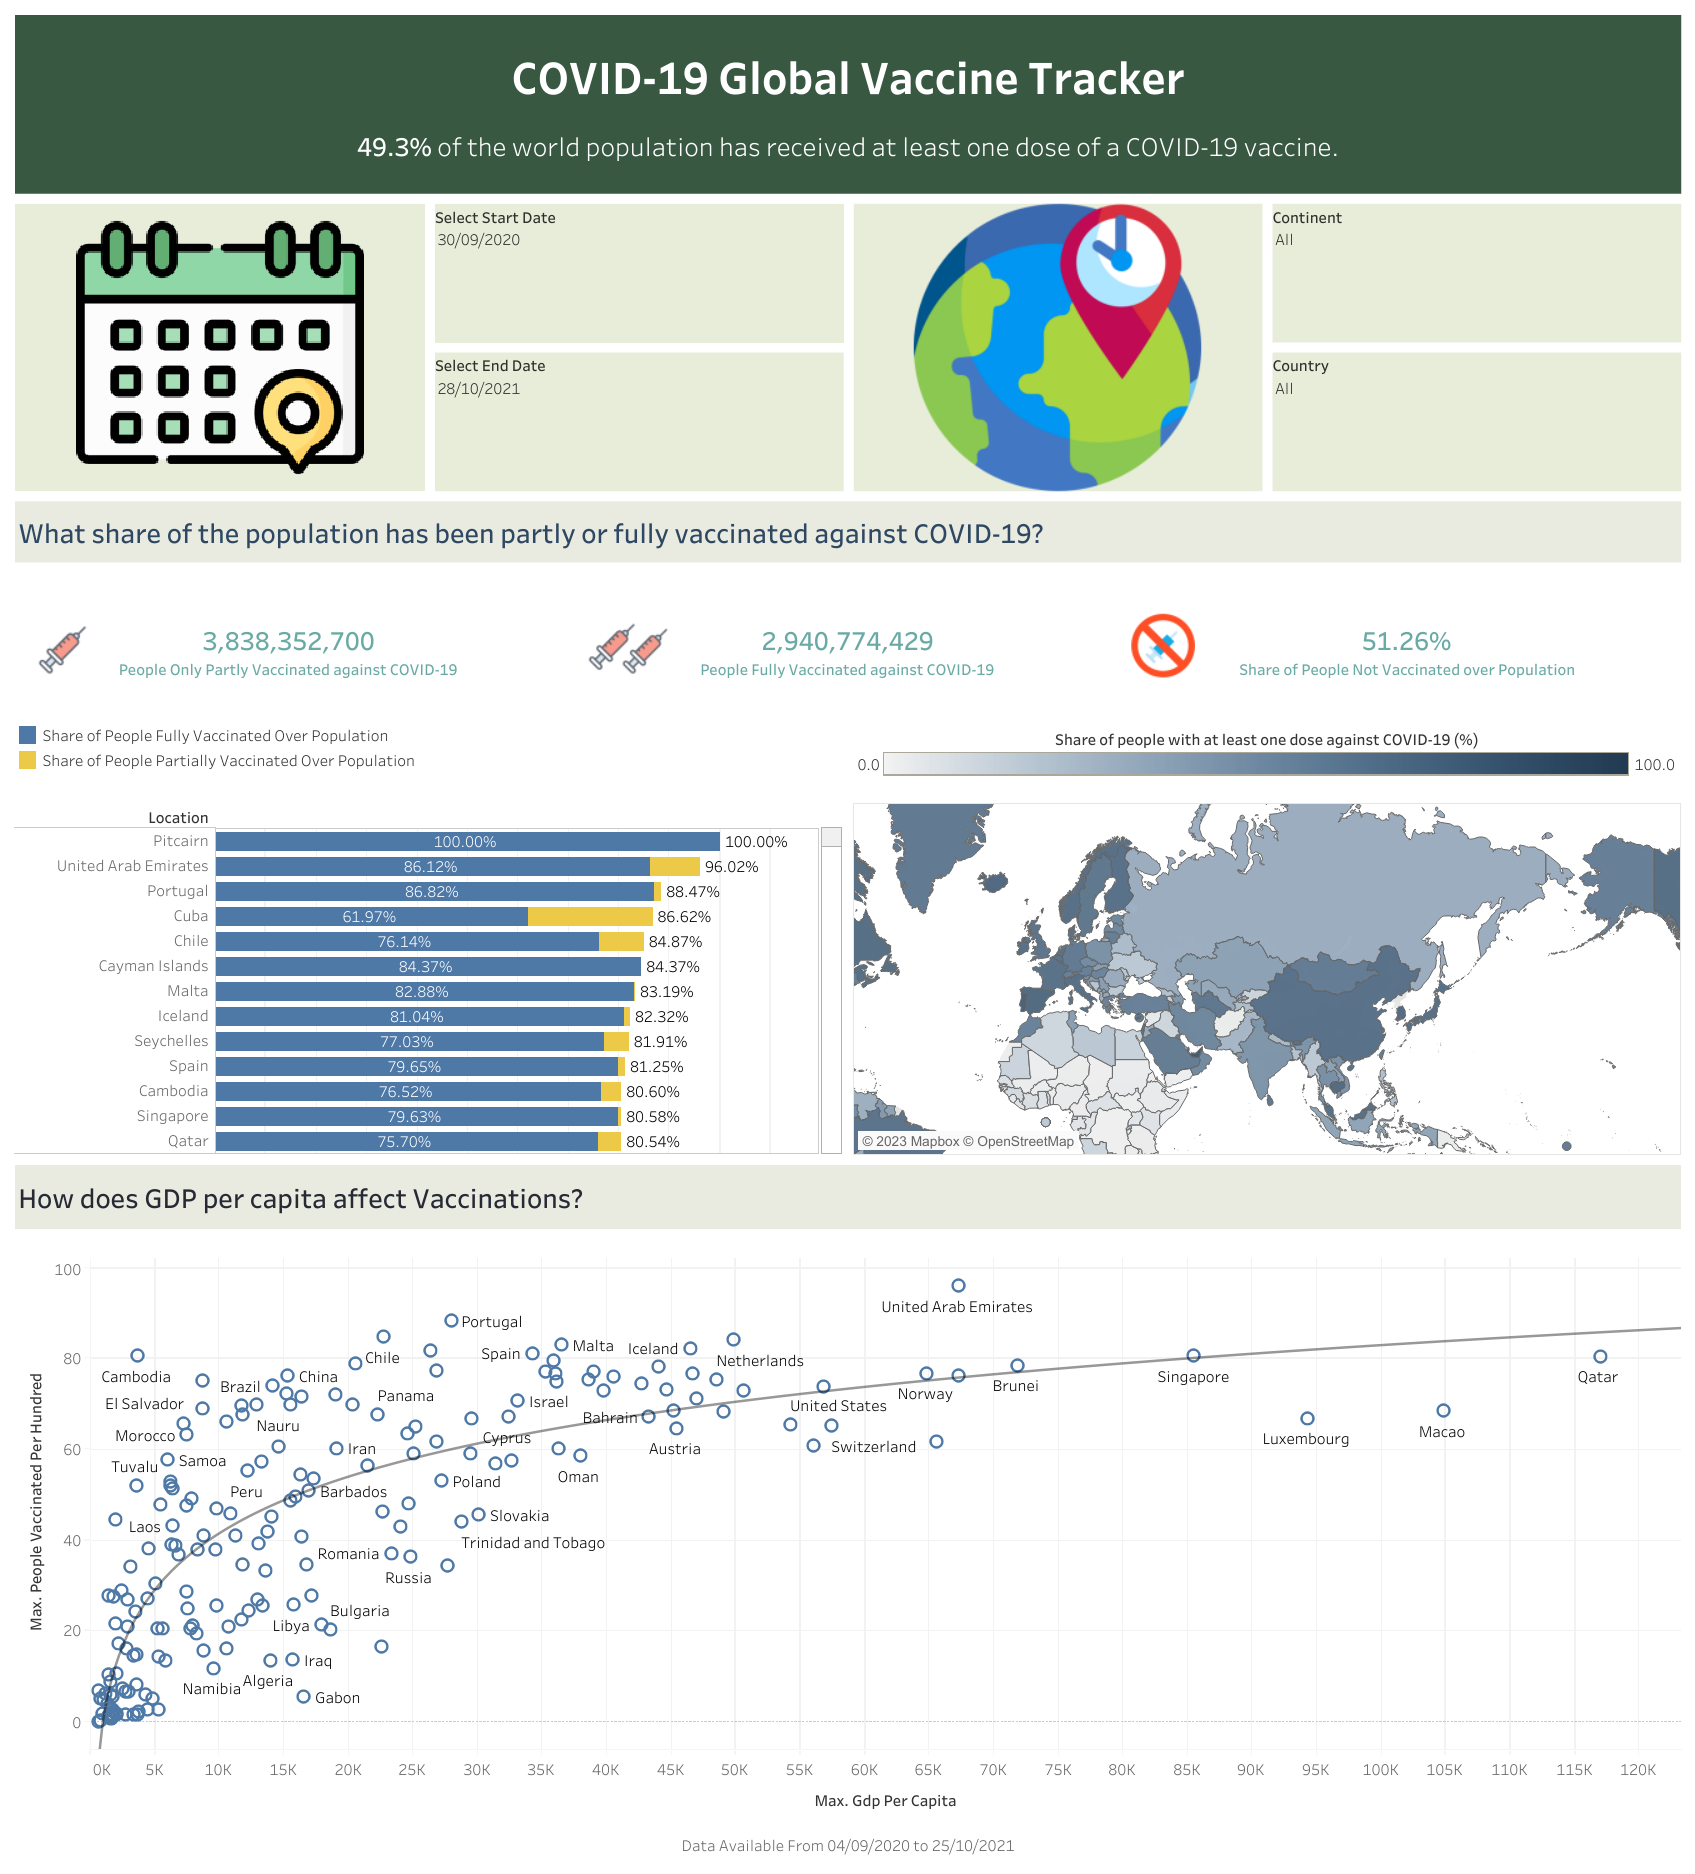 COVID-19 Global Vaccine Tracker
49.3% of the world population has received at least one dose of a COVID-19 vaccine.
Select Start Date
30/09/2020
Select End Date
28/10/2021
Continent
All
Country
All
What share of the population has been partly or fully vaccinated against COVID-19?
3,838,352,700
People Only Partly Vaccinated against COVID-19
2,940,774,429
People Fully Vaccinated against COVID-19
51.26%
Share of People Not Vaccinated over Population
Share of People Fully Vaccinated Over Population
Share of People Partially Vaccinated Over Population
Location
Pitcairn 100.00% 100.00%
United Arab Emirates 86.12% 96.02%
Portugal 86.82% 88.47%
Cuba 61.97% 86.62%
Chile 76.14% 84.87%
Cayman Islands 84.37% 84.37%
Malta 82.88% 83.19%
Iceland 81.04% 82.32%
Seychelles 77.03% 81.91%
Spain 79.65% 81.25%
Cambodia 76.52% 80.60%
Singapore 79.63% 80.58%
Qatar 75.70% 80.54%
Share of people with at least one dose against COVID-19 (%)
0.0 100.0
© 2023 Mapbox © OpenStreetMap
How does GDP per capita affect Vaccinations?
Max. People Vaccinated Per Hundred
100
80
60
40
20
0
United Arab Emirates
Portugal
Malta
Iceland
Spain
Chile
Netherlands
Cambodia
China
Singapore
Qatar
Brazil
Panama
Norway
Brunei
El Salvador
Israel
United States
Nauru
Bahrain
Morocco
Cyprus
Macao
Iran
Austria
Switzerland
Luxembourg
Samoa
Tuvalu
Oman
Peru
Barbados
Poland
Laos
Slovakia
Trinidad and Tobago
Romania
Russia
Bulgaria
Libya
Iraq
Algeria
Namibia
Gabon
0K 5K 10K 15K 20K 25K 30K 35K 40K 45K 50K 55K 60K 65K 70K 75K 80K 85K 90K 95K 100K 105K 110K 115K 120K
Max. Gdp Per Capita
Data Available From 04/09/2020 to 25/10/2021